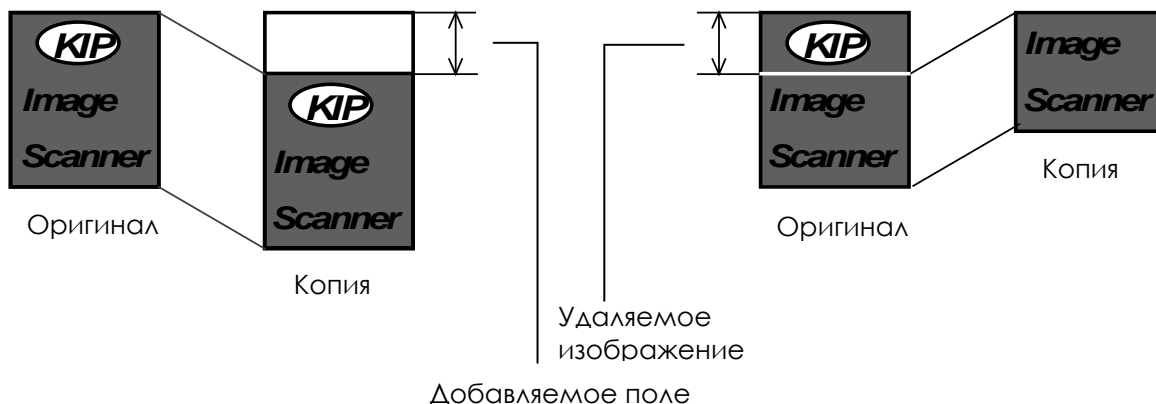 KIP
Image
Scanner
Оригинал
KIP
Image
Scanner
Копия
KIP
Image
Scanner
Оригинал
Image
Scanner
Копия
Удаляемое
изображение
Добавляемое поле